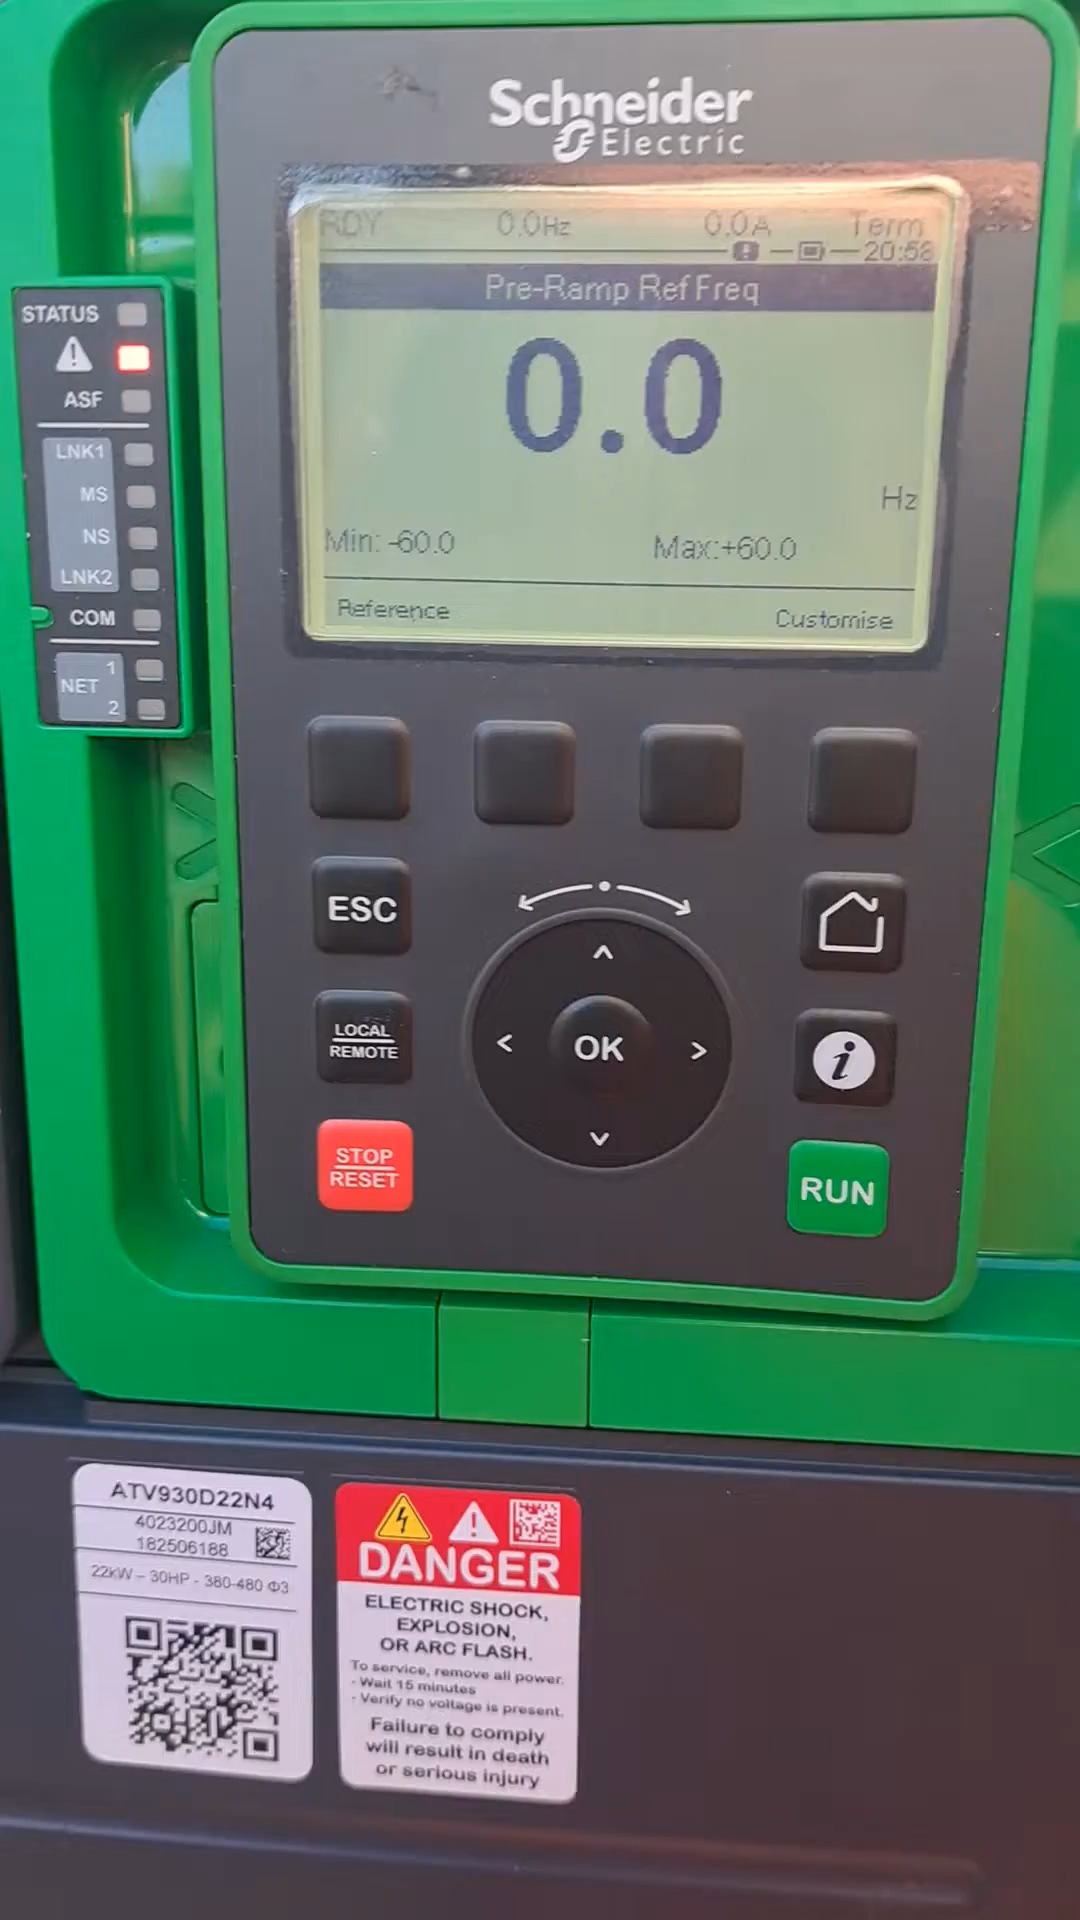 Schneider
Electric
RDY 0.0Hz 0.0A Term
20:58
Pre-Ramp Ref Freq
0.0
Hz
Min: -60.0 Max:+60.0
Reference Customise
STATUS
ASF
LNK1
MS
NS
LNK2
COM
NET 1
2
ESC
LOCAL
REMOTE
OK
i
STOP
RESET
RUN
ATV930D22N4
4023200JM
182506188
22kW – 30HP - 380-480 Φ3
DANGER
ELECTRIC SHOCK,
EXPLOSION,
OR ARC FLASH.
To service, remove all power.
- Wait 15 minutes
- Verify no voltage is present.
Failure to comply
will result in death
or serious injury